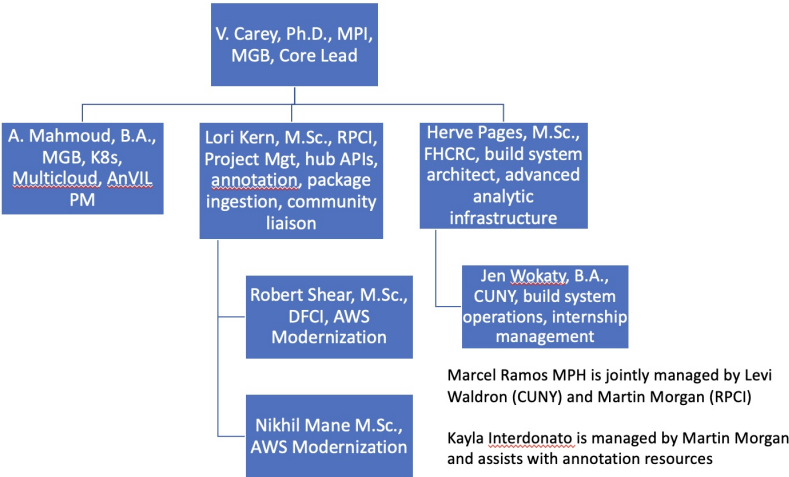 V. Carey, Ph.D., MPI,
MGB, Core Lead
A. Mahmoud, B.A.,
MGB, K8s,
Multicloud, AnVIL
PM
Lori Kern, M.Sc., RPCI,
Project Mgt, hub APIs,
annotation, package
ingestion, community
liaison
Herve Pages, M.Sc.,
FHCRC, build system
architect, advanced
analytic
infrastructure
Robert Shear, M.Sc.,
DFCI, AWS
Modernization
Nikhil Mane M.Sc.,
AWS Modernization
Jen Wokaty, B.A.,
CUNY, build system
operations, internship
management
Marcel Ramos MPH is jointly managed by Levi
Waldron (CUNY) and Martin Morgan (RPCI)
Kayla Interdonato is managed by Martin Morgan
and assists with annotation resources